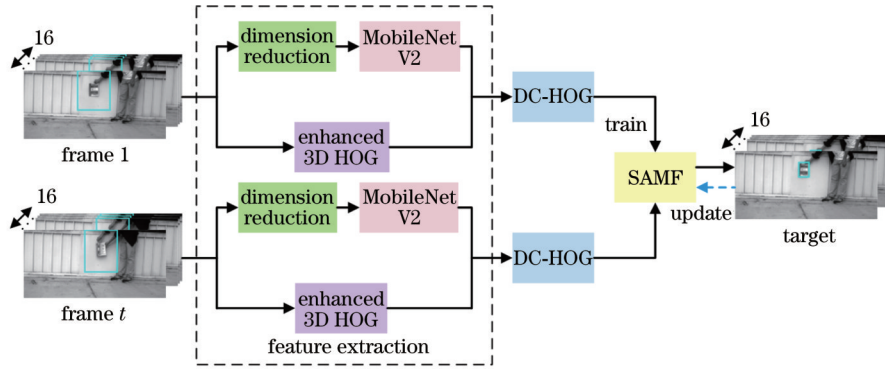 16
frame 1
dimension
reduction
MobileNet
V2
enhanced
3D HOG
DC-HOG
train
16
frame t
dimension
reduction
MobileNet
V2
enhanced
3D HOG
feature extraction
DC-HOG
SAMF
update
16
target